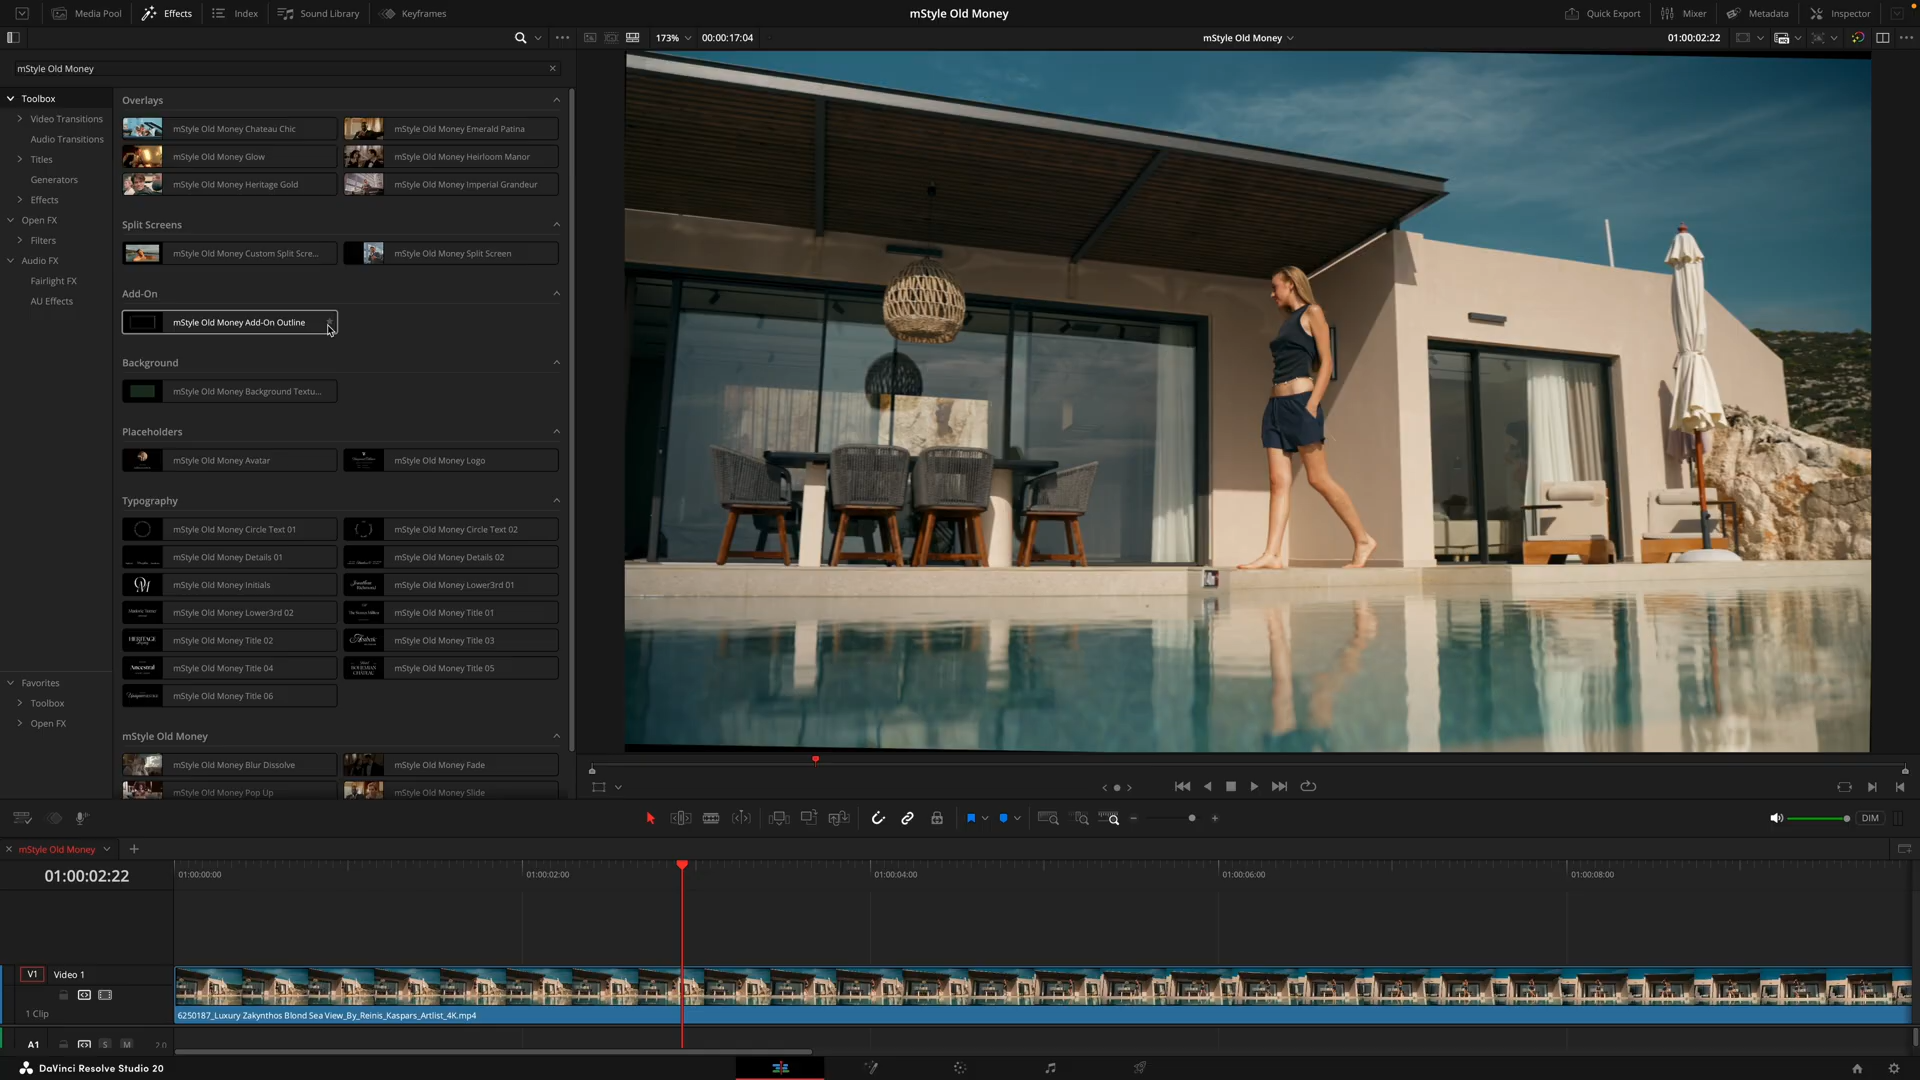 Media Pool
Effects
Index
Sound Library
Keyframes
mStyle Old Money
Quick Export
Mixer
Metadata
Inspector
173%
00:00:17:04
mStyle Old Money
01:00:02:22
mStyle Old Money
Toolbox
Video Transitions
Audio Transitions
Titles
Generators
Effects
Open FX
Filters
Audio FX
Fairlight FX
AU Effects
Favorites
Toolbox
Open FX
Overlays
mStyle Old Money Chateau Chic
mStyle Old Money Emerald Patina
mStyle Old Money Glow
mStyle Old Money Heirloom Manor
mStyle Old Money Heritage Gold
mStyle Old Money Imperial Grandeur
Split Screens
mStyle Old Money Custom Split Scre...
mStyle Old Money Split Screen
Add-On
mStyle Old Money Add-On Outline
Background
mStyle Old Money Background Textu...
Placeholders
mStyle Old Money Avatar
mStyle Old Money Logo
Typography
mStyle Old Money Circle Text 01
mStyle Old Money Circle Text 02
mStyle Old Money Details 01
mStyle Old Money Details 02
mStyle Old Money Initials
mStyle Old Money Lower3rd 01
mStyle Old Money Lower3rd 02
mStyle Old Money Title 01
HERITAGE
mStyle Old Money Title 02
mStyle Old Money Title 03
Ancestral
mStyle Old Money Title 04
mStyle Old Money Title 05
mStyle Old Money Title 06
mStyle Old Money
mStyle Old Money Blur Dissolve
mStyle Old Money Fade
mStyle Old Money Pop Up
mStyle Old Money Slide
DIM
mStyle Old Money
01:00:02:22
01:00:00:00
01:00:02:00
01:00:04:00
01:00:06:00
01:00:08:00
V1
Video 1
1 Clip
6250187_Luxury Zakynthos Blond Sea View_By_Reinis_Kaspars_Artlist_4K.mp4
A1
S
M
2.0
DaVinci Resolve Studio 20